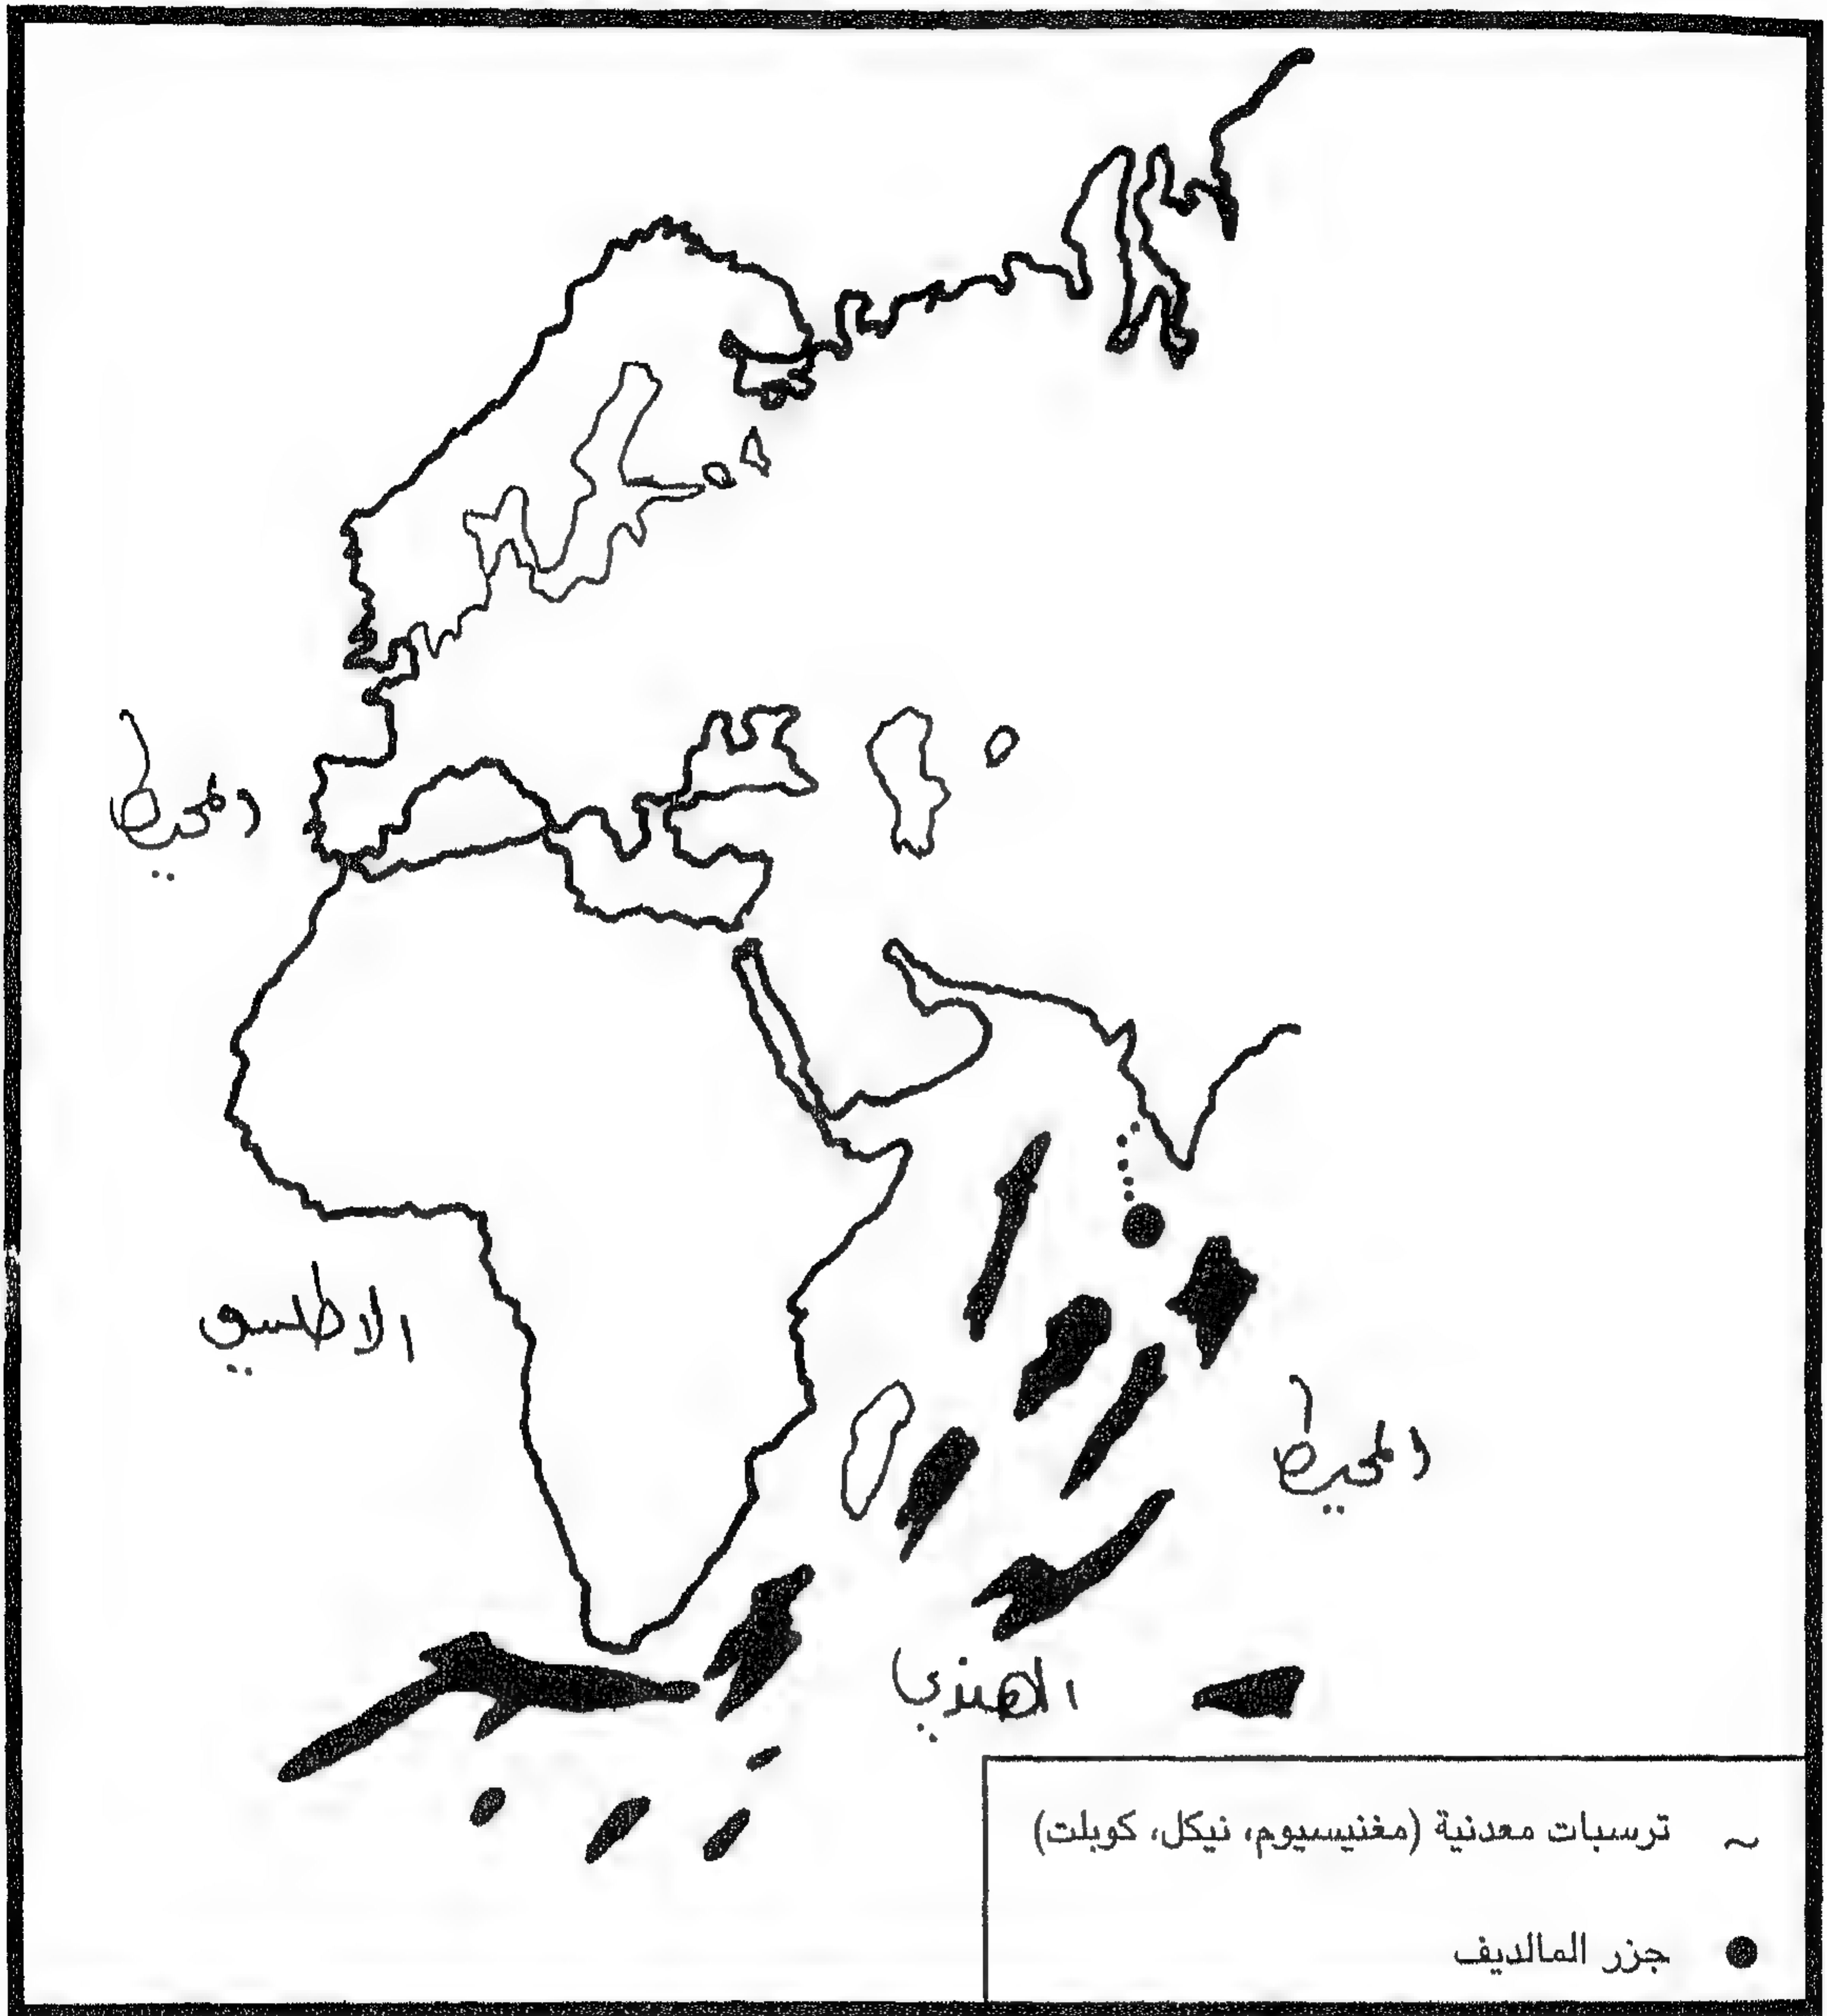 المحيط
الاطلسي
المحيط
الهندي
~ ترسبات معدنية (مغنيسيوم، نيكل، كوبلت)
● جزر المالديف